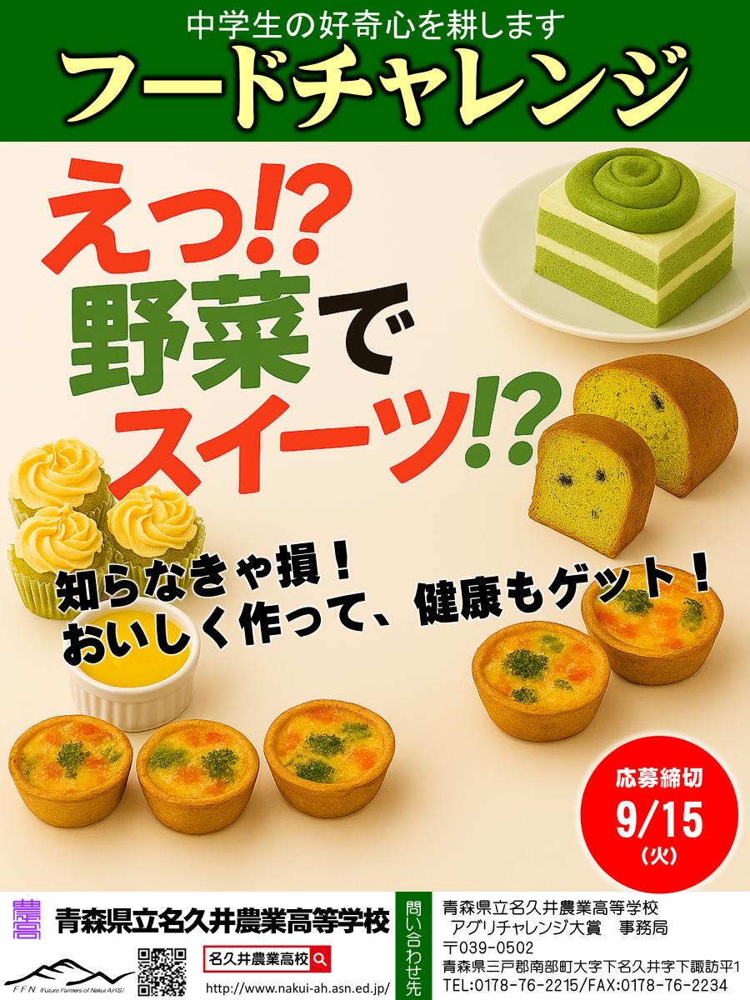 中学生の好奇心を耕します
フードチャレンジ
えっ!?
野菜で
スイーツ!?
知らなきゃ損！
おいしく作って、健康もゲット！
応募締切
9/15
(火)
農高
青森県立名久井農業高等学校
FFN (Future Farmers of Nakui A.H.S)
名久井農業高校
http://www.nakui-ah.asn.ed.jp/
問い合わせ先
青森県立名久井農業高等学校
アグリチャレンジ大賞　事務局
〒039-0502
青森県三戸郡南部町大字下名久井字下諏訪平1
TEL:0178-76-2215/FAX:0178-76-2234